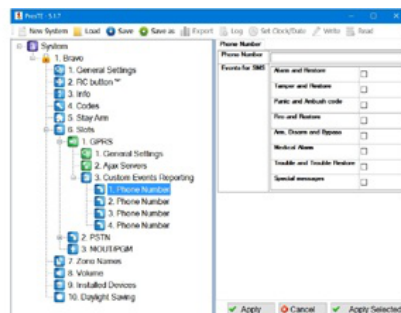 ProsTE - 5.1.7
New System Load Save Save as Export Log Set Clock/Date Write Read
System
1. Bravo
1. General Settings
2. RC button™
3. Info
4. Codes
5. Stay Arm
6. Slots
1. GPRS
1. General Settings
2. Ajax Servers
3. Custom Events Reporting
1. Phone Number
2. Phone Number
3. Phone Number
4. Phone Number
2. PSTN
3. MOUT/PGM
7. Zone Names
8. Volume
9. Installed Devices
10. Daylight Saving
Phone Number
Phone Number
Events for SMS
Alarm and Restore
Tamper and Restore
Panic and Ambush code
Fire and Restore
Arm, Disarm and Bypass
Medical Alarm
Trouble and Trouble Restore
Special messages
Apply Cancel Apply Selected